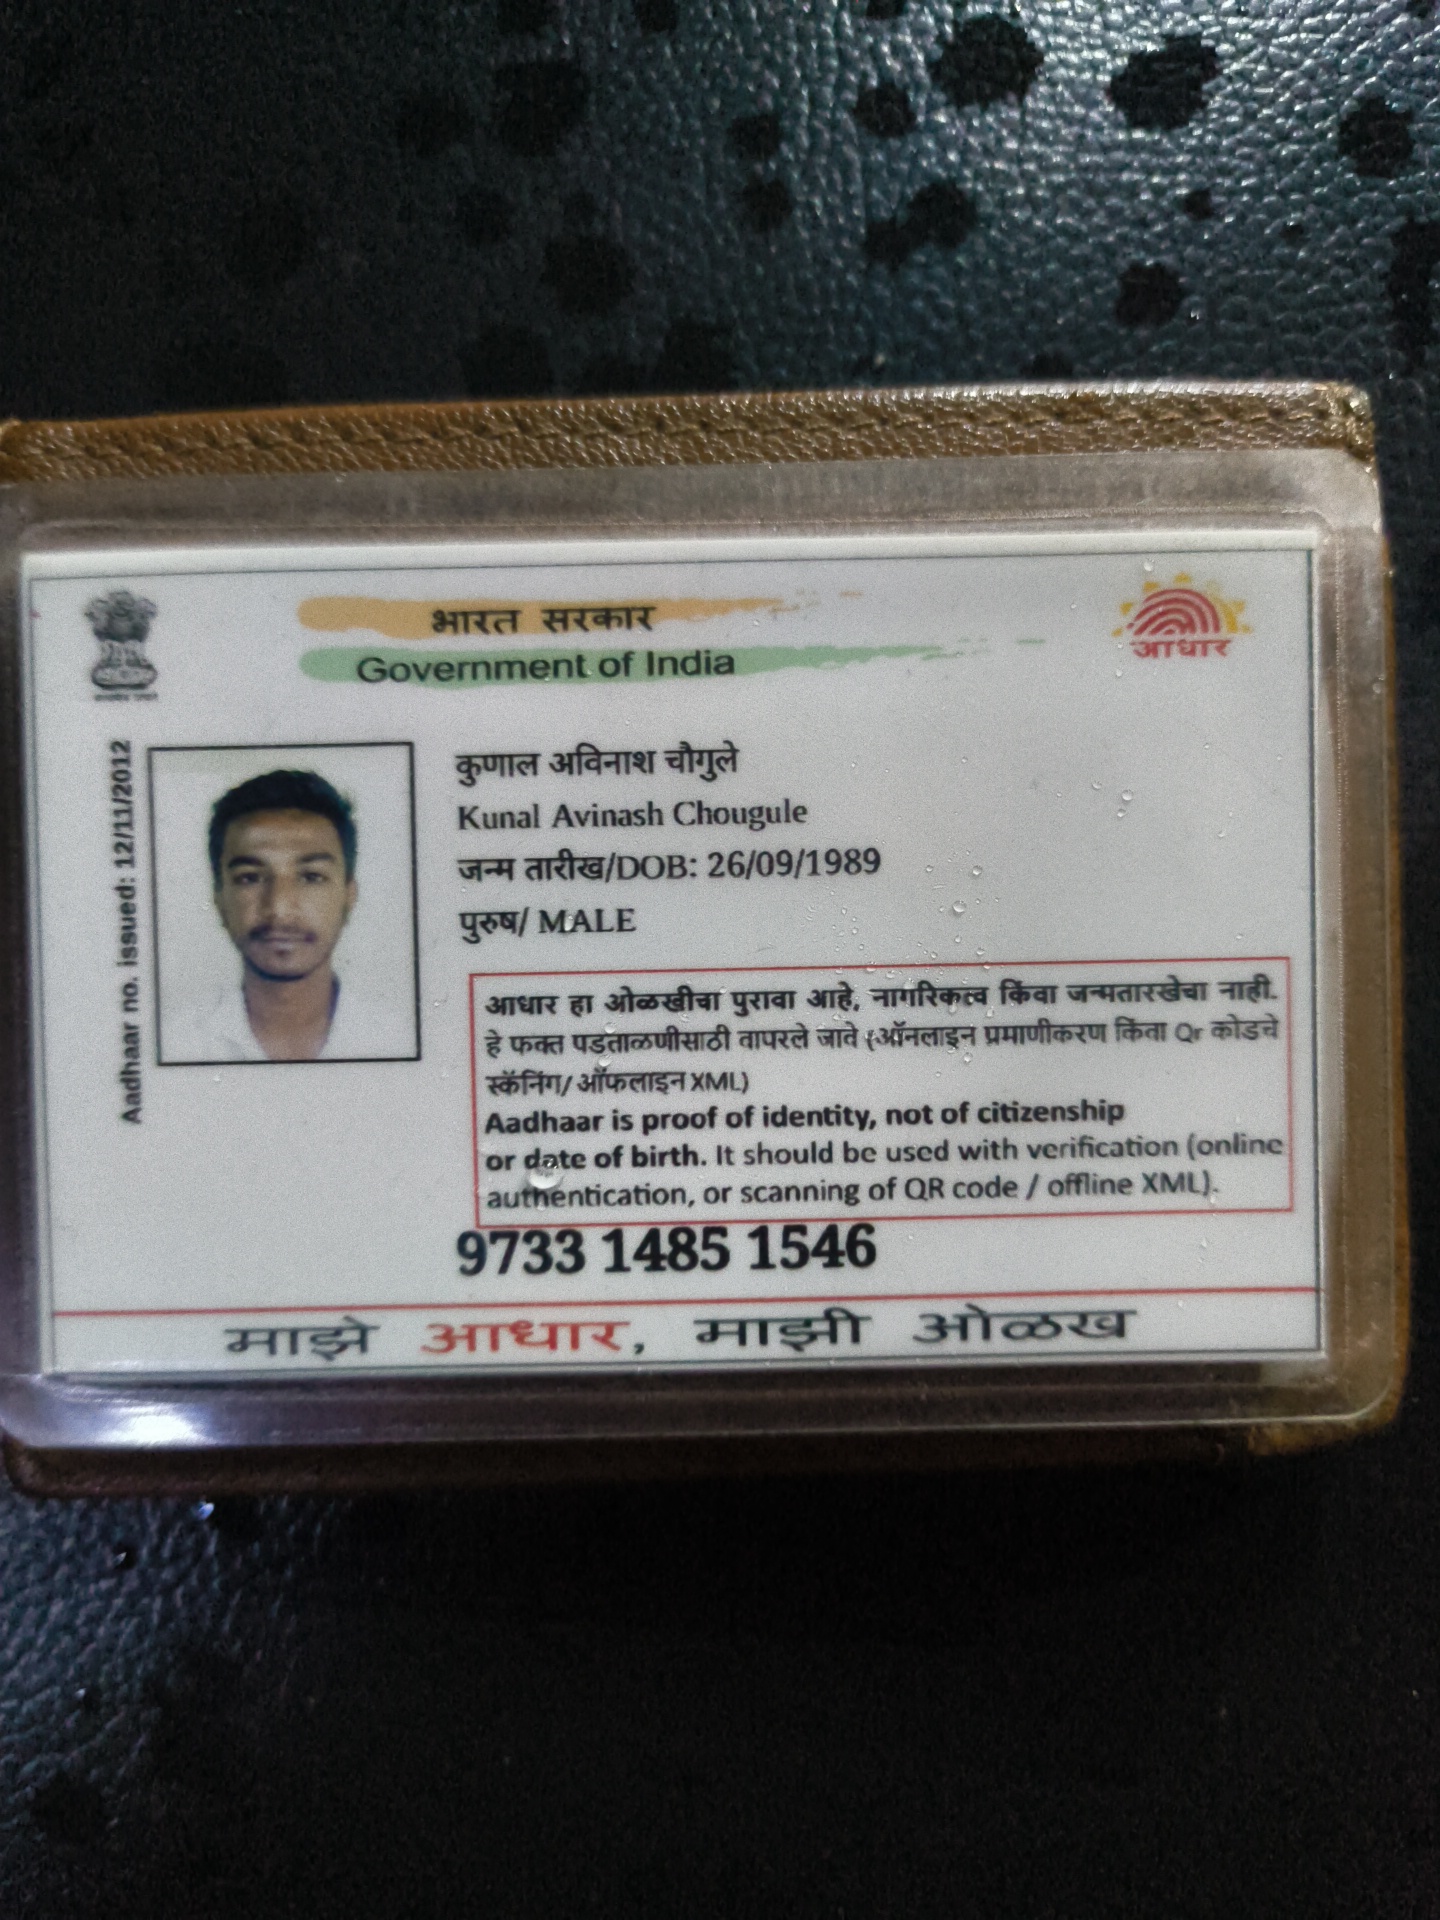 भारत सरकार
Government of India
आधार
Aadhaar no. issued: 12/11/2012
कुणाल अविनाश चौगुले
Kunal Avinash Chougule
जन्म तारीख/DOB: 26/09/1989
पुरुष/ MALE
आधार हा ओळखीचा पुरावा आहे, नागरिकत्व किंवा जन्मतारखेचा नाही.
हे फक्त पडताळणीसाठी वापरले जावे (ऑनलाइन प्रमाणीकरण किंवा Qr कोडचे
स्कॅनिंग/ ऑफलाइन XML)
Aadhaar is proof of identity, not of citizenship
or date of birth. It should be used with verification (online
authentication, or scanning of QR code / offline XML).
9733 1485 1546
माझे आधार, माझी ओळख